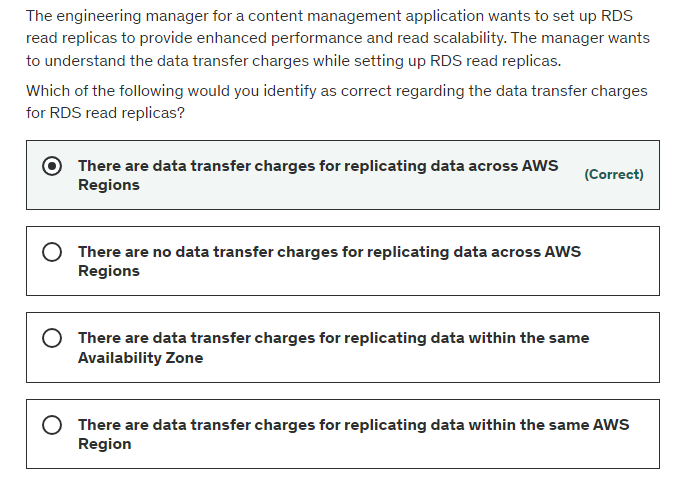 The engineering manager for a content management application wants to set up RDS
read replicas to provide enhanced performance and read scalability. The manager wants
to understand the data transfer charges while setting up RDS read replicas.
Which of the following would you identify as correct regarding the data transfer charges
for RDS read replicas?
There are data transfer charges for replicating data across AWS
Regions
(Correct)
There are no data transfer charges for replicating data across AWS
Regions
There are data transfer charges for replicating data within the same
Availability Zone
There are data transfer charges for replicating data within the same AWS
Region